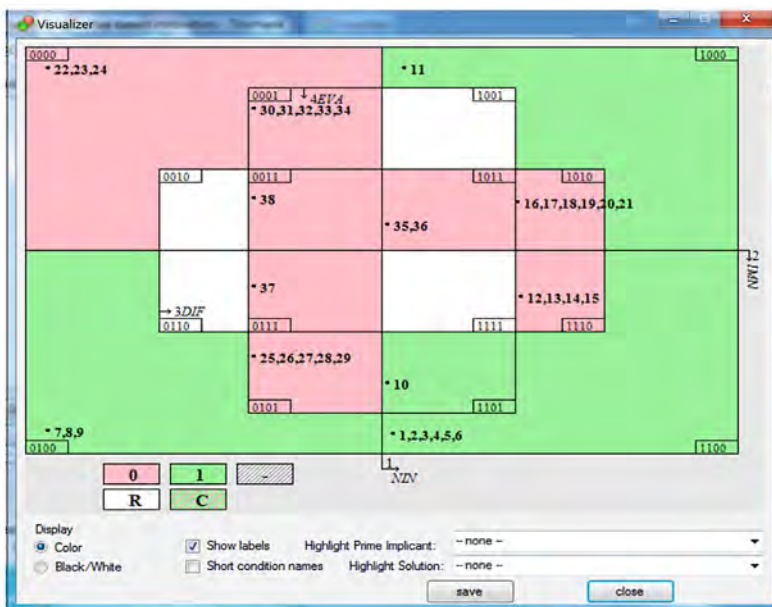 Visualizer
0000
1000
22,23,24
11
0001
4EVA
1001
30,31,32,33,34
0010
0011
1011
1010
38
16,17,18,19,20,21
35,36
2
IMN
37
12,13,14,15
3DIF
0110
0111
1111
1110
25,26,27,28,29
10
0101
1101
7,8,9
1,2,3,4,5,6
0100
1100
1
NIN
0 1 -
R C
Display
Color
Show labels
Highlight Prime Implicant:
-- none --
Black/White
Short condition names
Highlight Solution:
-- none --
save
close